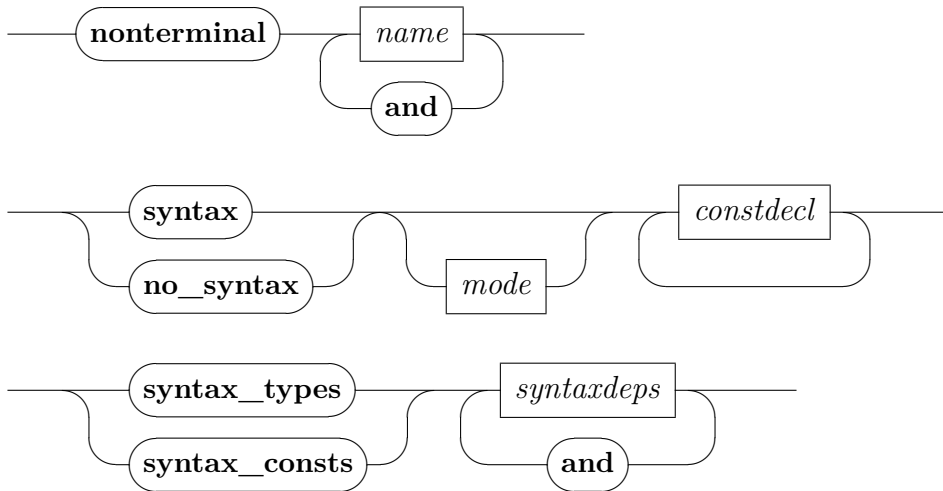 nonterminal name
and
syntax constdecl
no_syntax mode
syntax_types syntaxdeps
syntax_consts and